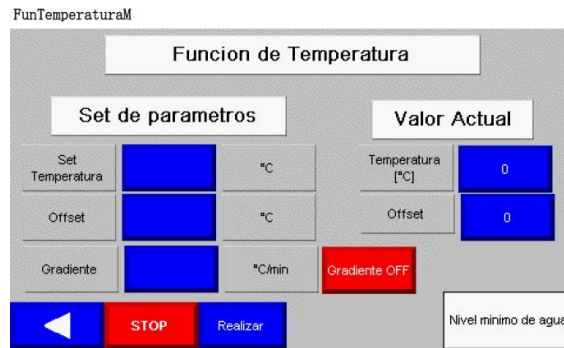 FunTemperaturaM
Funcion de Temperatura
Set de parametros
Valor Actual
Set
Temperatura
°C
Temperatura
[°C]
0
Offset
°C
Offset
0
Gradiente
°C/min
Gradiente OFF
STOP
Realizar
Nivel minimo de agua